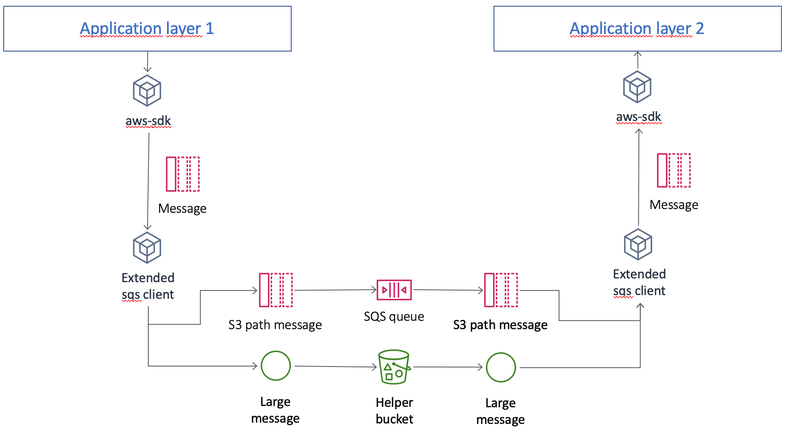 Application layer 1
Application layer 2
aws-sdk
aws-sdk
Message
Message
Extended
sqs client
Extended
sqs client
S3 path message
SQS queue
S3 path message
Large
message
Helper
bucket
Large
message